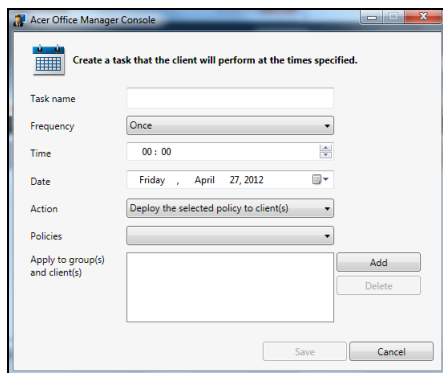 Acer Office Manager Console
Create a task that the client will perform at the times specified.
Task name
Frequency Once
Time 00 : 00
Date Friday , April 27, 2012
Action Deploy the selected policy to client(s)
Policies
Apply to group(s)
and client(s)
Add
Delete
Save Cancel